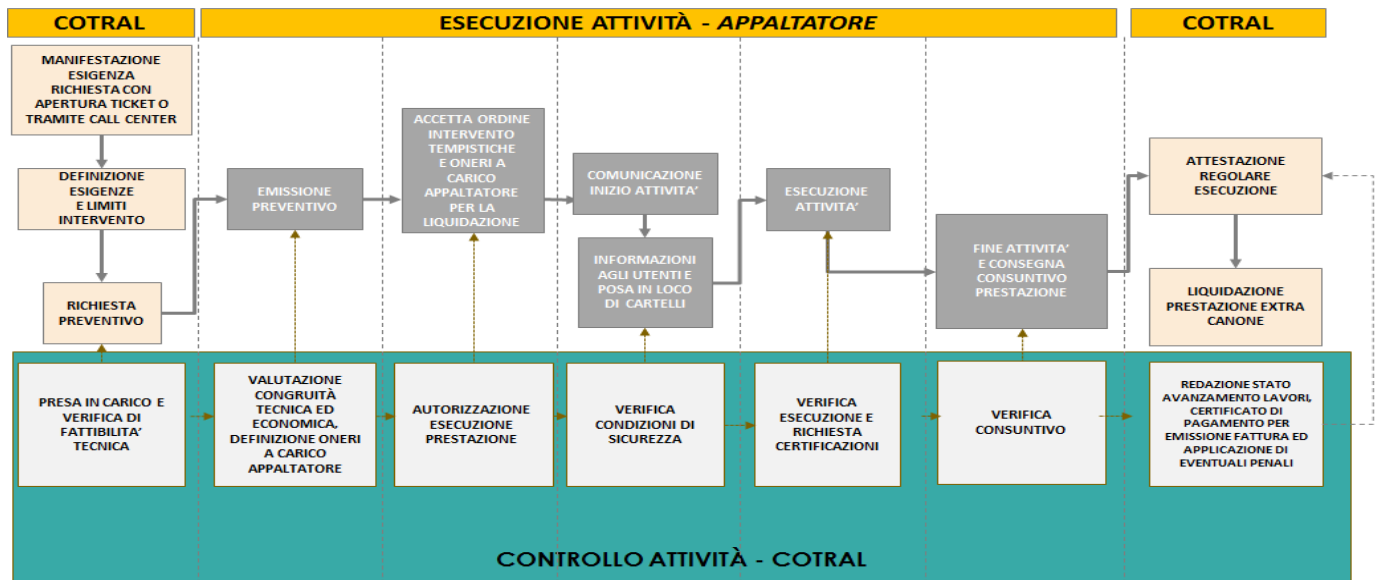 COTRAL
ESECUZIONE ATTIVITÀ - APPALTATORE
COTRAL
MANIFESTAZIONE
ESIGENZA
RICHIESTA CON
APERTURA TICKET O
TRAMITE CALL CENTER
DEFINIZIONE
ESIGENZE
E LIMITI
INTERVENTO
RICHIESTA
PREVENTIVO
EMISSIONE
PREVENTIVO
ACCETTA ORDINE
INTERVENTO
TEMPISTICHE
E ONERI A
CARICO
APPALTATORE
PER LA
LIQUIDAZIONE
COMUNICAZIONE
INIZIO ATTIVITA’
INFORMAZIONI
AGLI UTENTI E
POSA IN LOCO
DI CARTELLI
ESECUZIONE
ATTIVITA’
FINE ATTIVITA’
E CONSEGNA
CONSUNTIVO
PRESTAZIONE
ATTESTAZIONE
REGOLARE
ESECUZIONE
LIQUIDAZIONE
PRESTAZIONE EXTRA
CANONE
PRESA IN CARICO E
VERIFICA DI
FATTIBILITA’
TECNICA
VALUTAZIONE
CONGRUITÀ
TECNICA ED
ECONOMICA,
DEFINIZIONE ONERI
A CARICO
APPALTATORE
AUTORIZZAZIONE
ESECUZIONE
PRESTAZIONE
VERIFICA
CONDIZIONI DI
SICUREZZA
VERIFICA
ESECUZIONE E
RICHIESTA
CERTIFICAZIONI
VERIFICA
CONSUNTIVO
REDAZIONE STATO
AVANZAMENTO LAVORI,
CERTIFICATO DI
PAGAMENTO PER
EMISSIONE FATTURA ED
APPLICAZIONE DI
EVENTUALI PENALI
CONTROLLO ATTIVITÀ - COTRAL